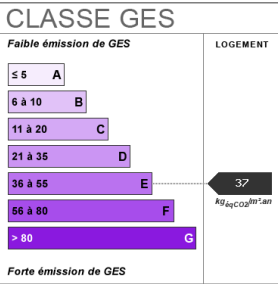 CLASSE GES
Faible émission de GES
LOGEMENT
≤ 5 A
6 à 10 B
11 à 20 C
21 à 35 D
36 à 55 E
37
kgéqCO2/m².an
56 à 80 F
> 80 G
Forte émission de GES